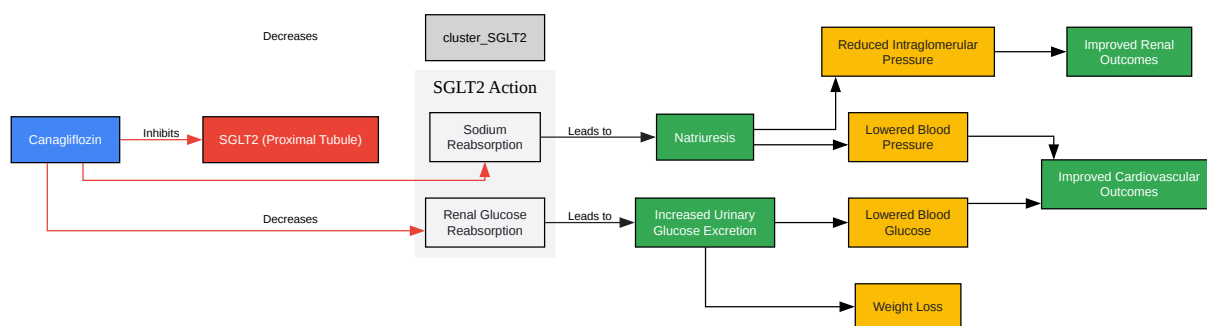 Decreases
cluster_SGLT2
Reduced Intraglomerular
Pressure
Improved Renal
Outcomes
SGLT2 Action
Canagliflozin
Inhibits
SGLT2 (Proximal Tubule)
Sodium
Reabsorption
Leads to
Natriuresis
Lowered Blood
Pressure
Improved Cardiovascular
Outcomes
Decreases
Renal Glucose
Reabsorption
Leads to
Increased Urinary
Glucose Excretion
Lowered Blood
Glucose
Weight Loss